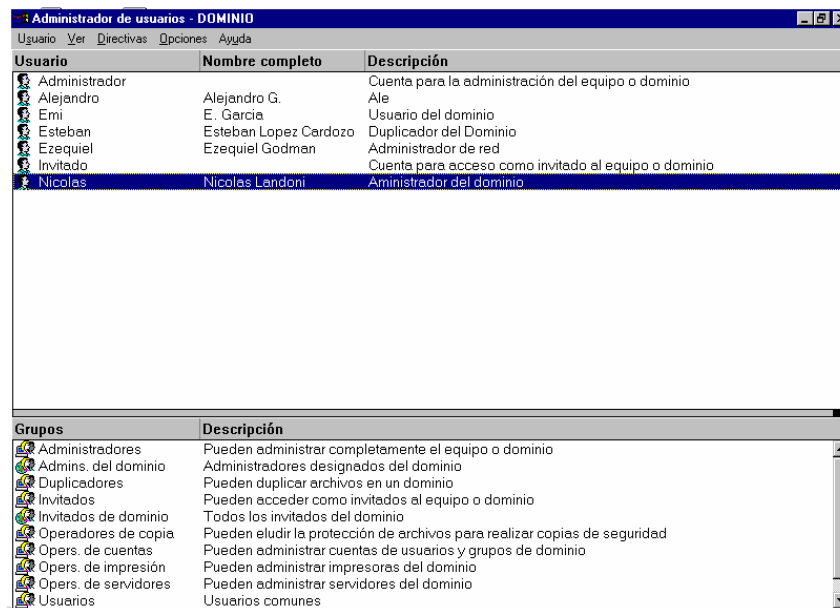 Administrador de usuarios - DOMINIO
Usuario Ver Directivas Opciones Ayuda
Usuario Nombre completo Descripción
Administrador Cuenta para la administración del equipo o dominio
Alejandro Alejandro G. Ale
Emi E. Garcia Usuario del dominio
Esteban Esteban Lopez Cardozo Duplicador del Dominio
Ezequiel Ezequiel Godman Administrador de red
Invitado Cuenta para acceso como invitado al equipo o dominio
Nicolas Nicolas Landoni Aministrador del dominio
Grupos Descripción
Administradores Pueden administrar completamente el equipo o dominio
Admins. del dominio Administradores designados del dominio
Duplicadores Pueden duplicar archivos en un dominio
Invitados Pueden acceder como invitados al equipo o dominio
Invitados de dominio Todos los invitados del dominio
Operadores de copia Pueden eludir la protección de archivos para realizar copias de seguridad
Opers. de cuentas Pueden administrar cuentas de usuarios y grupos de dominio
Opers. de impresión Pueden administrar impresoras del dominio
Opers. de servidores Pueden administrar servidores del dominio
Usuarios Usuarios comunes